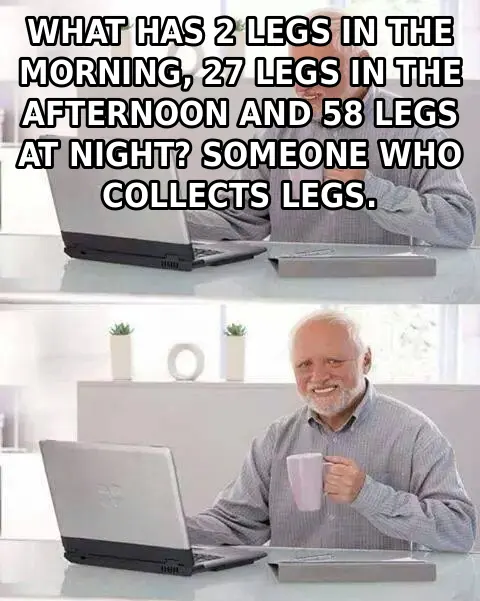 WHAT HAS 2 LEGS IN THE
MORNING, 27 LEGS IN THE
AFTERNOON AND 58 LEGS
AT NIGHT? SOMEONE WHO
COLLECTS LEGS.